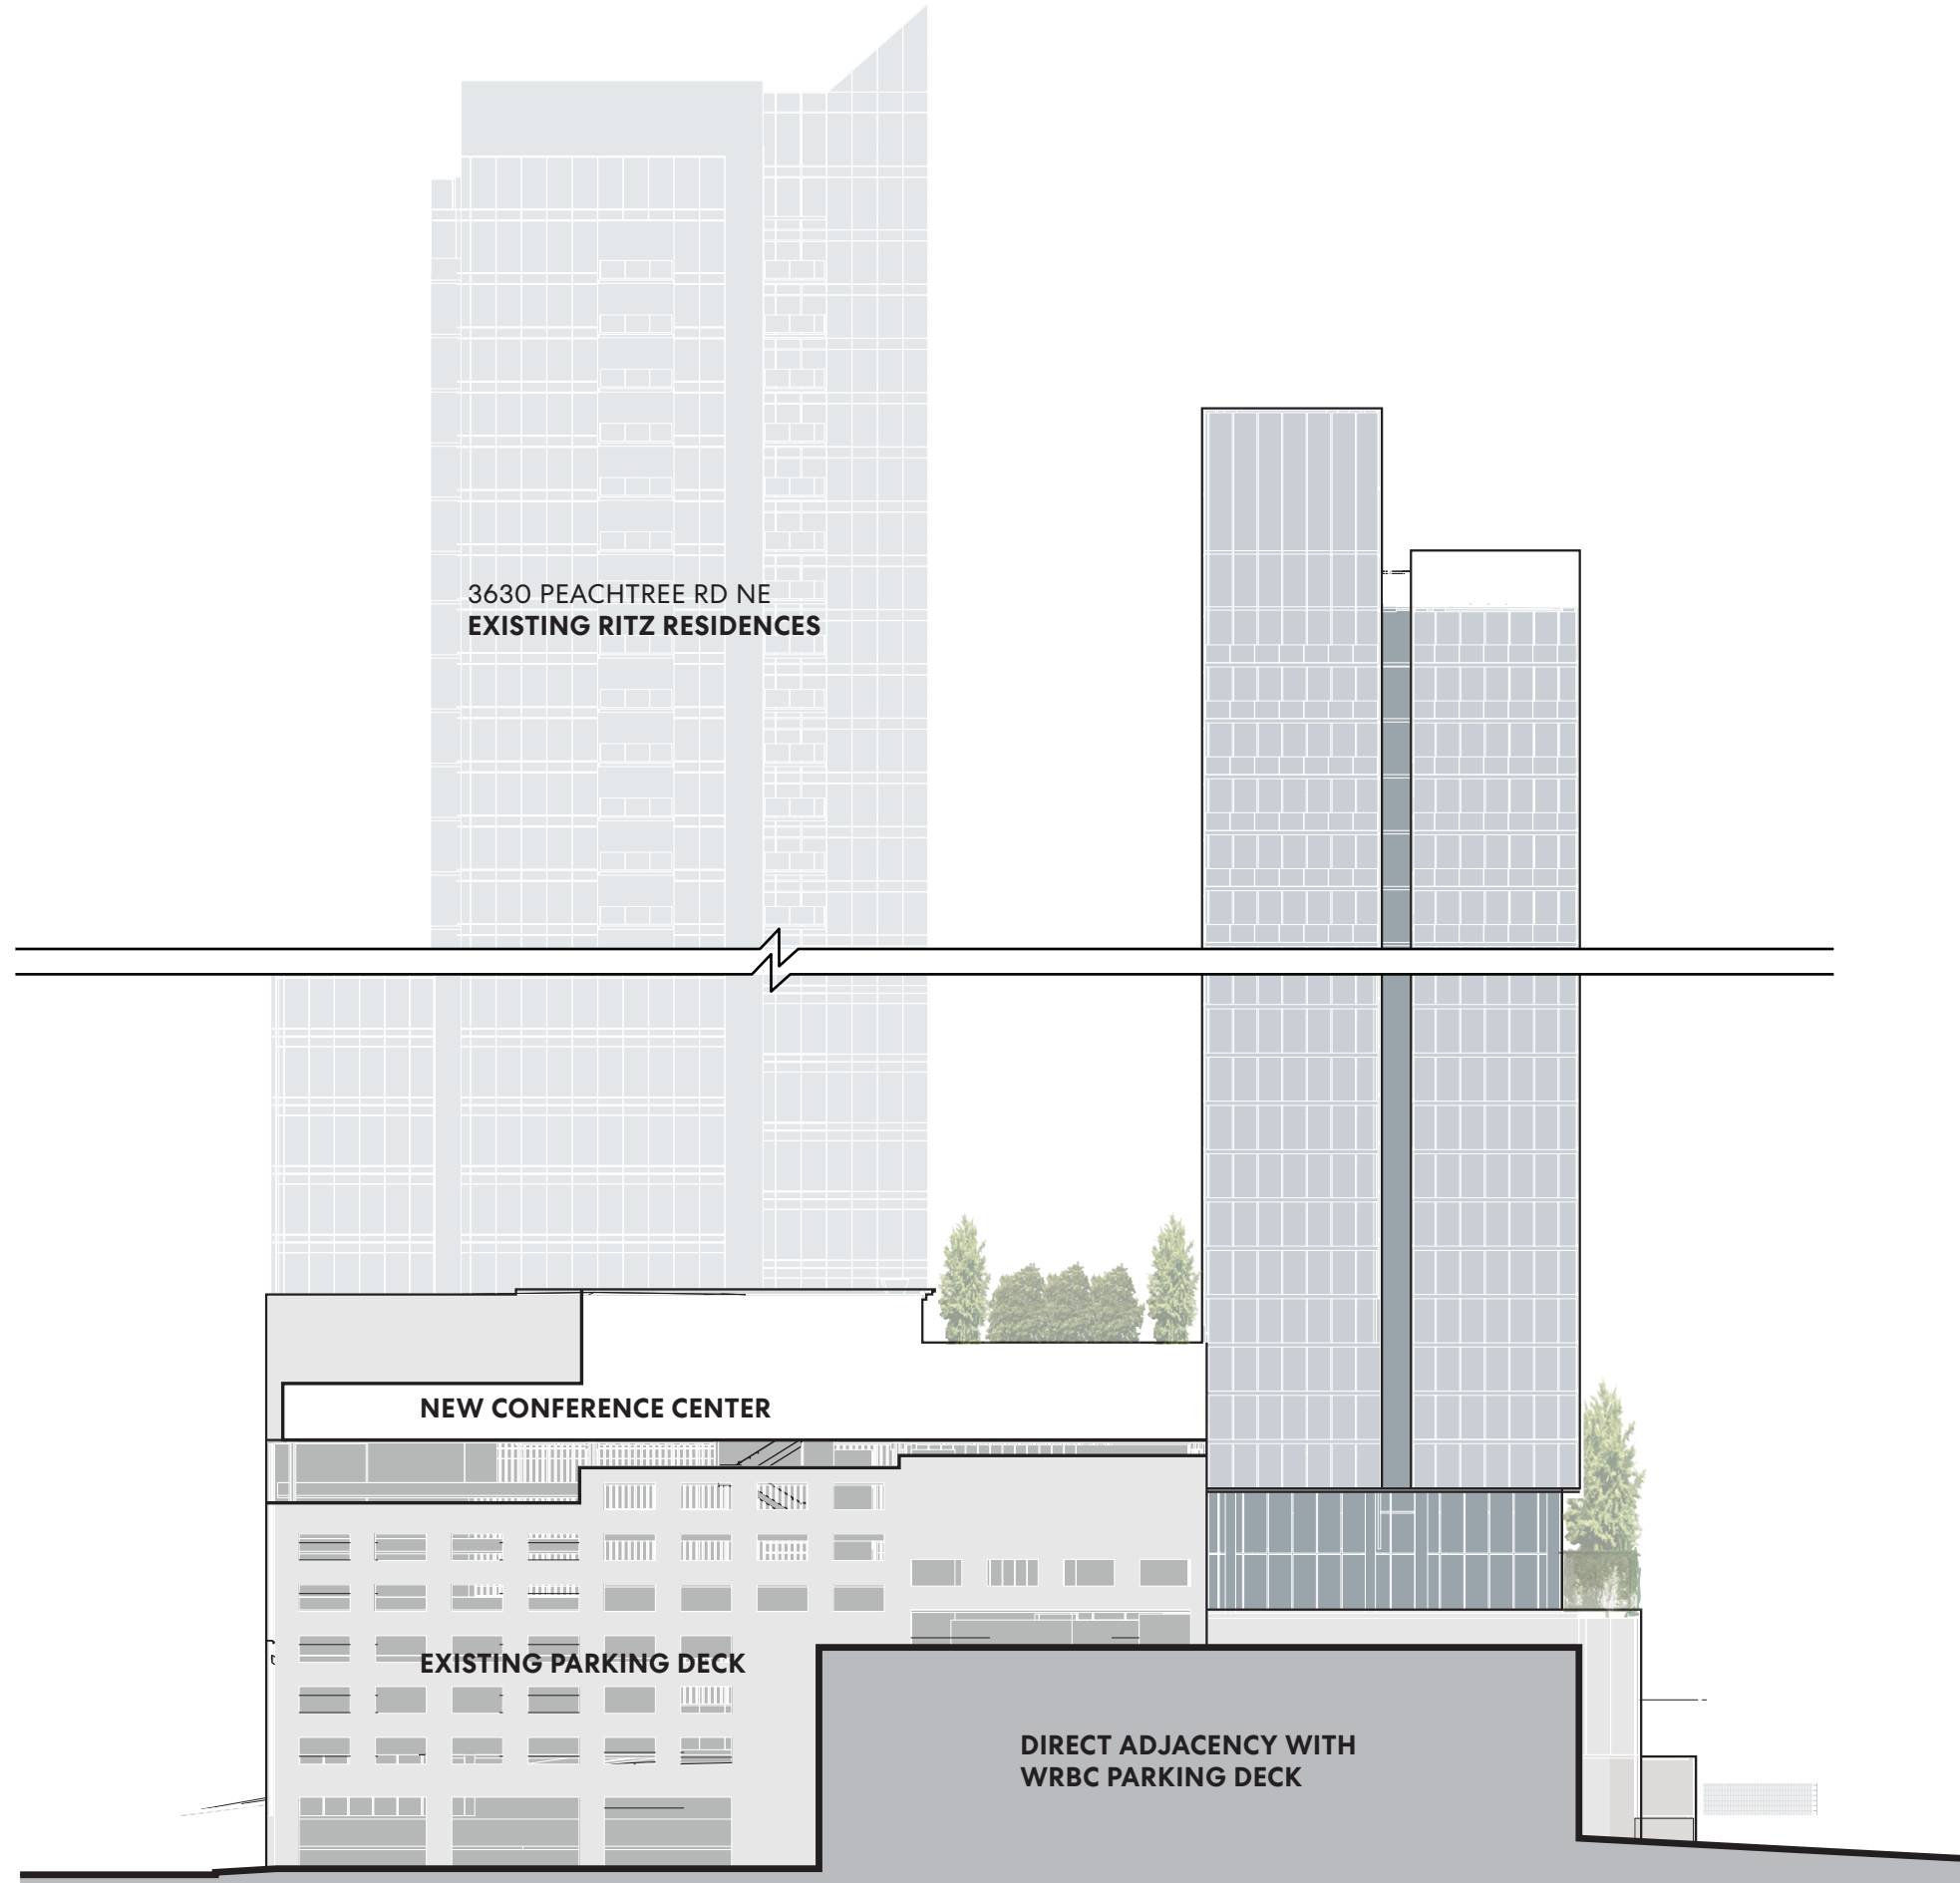 3630 PEACHTREE RD NE
EXISTING RITZ RESIDENCES
NEW CONFERENCE CENTER
EXISTING PARKING DECK
DIRECT ADJACENCY WITH
WRBC PARKING DECK